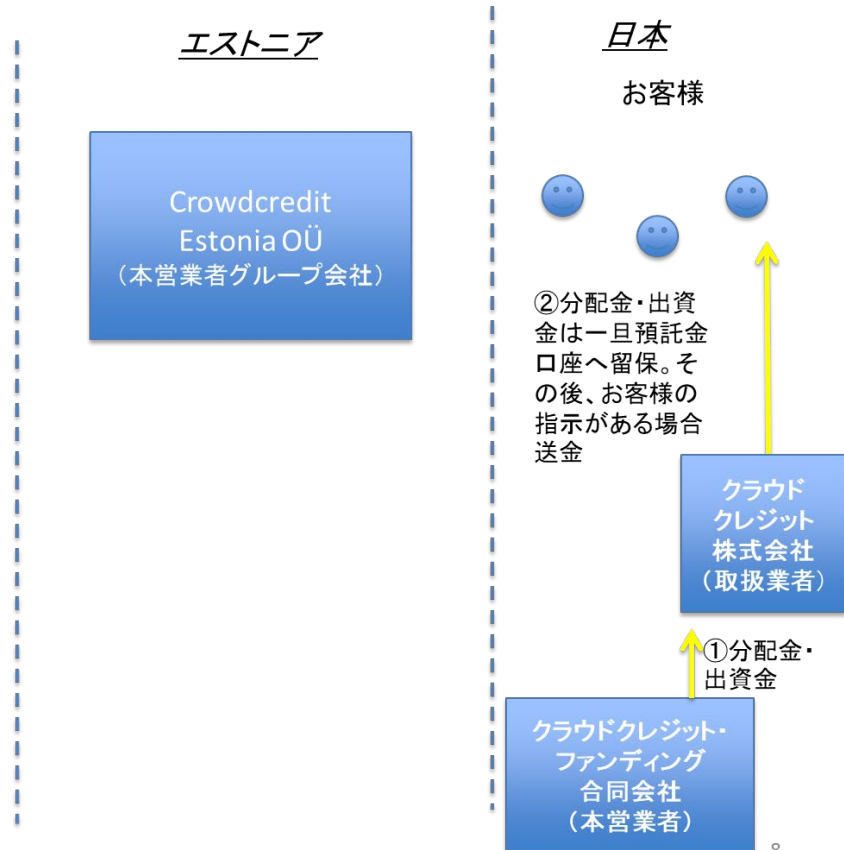 エストニア
日本
お客様
Crowdcredit
Estonia OÜ
（本営業者グループ会社）
②分配金・出資
金は一旦預託金
口座へ留保。そ
の後、お客様の
指示がある場合
送金
クラウド
クレジット
株式会社
（取扱業者）
①分配金・
出資金
クラウドクレジット・
ファンディング
合同会社
（本営業者）